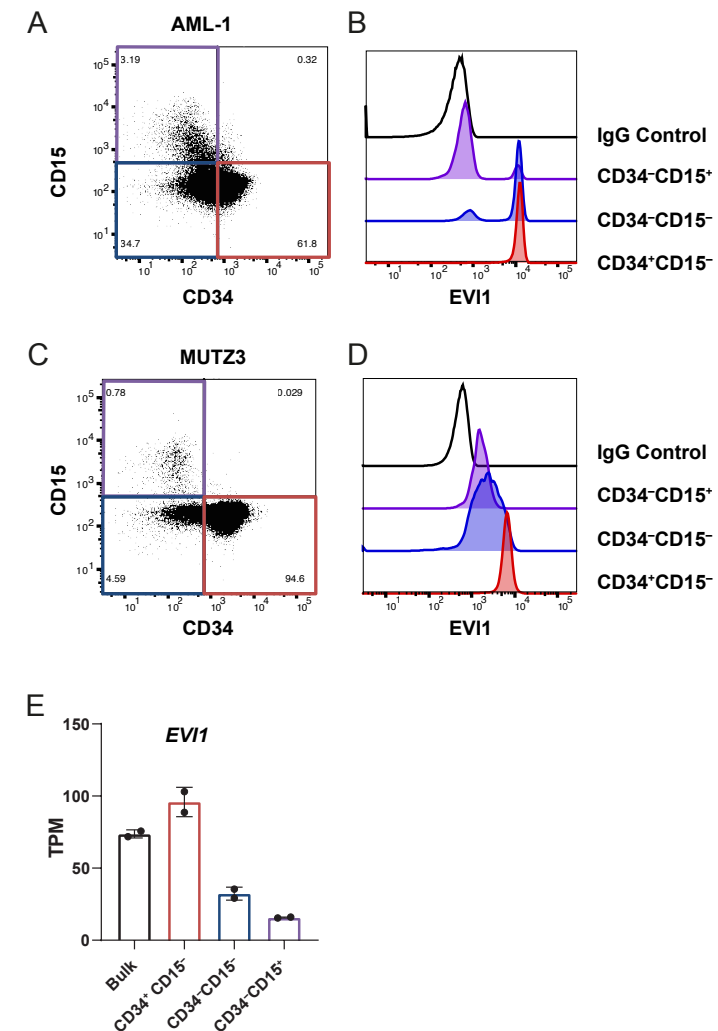 A
AML-1
3.19
0.32
34.7
61.8
10⁵
10⁴
10³
10²
10¹
CD15
10¹ 10² 10³ 10⁴ 10⁵
CD34
B
IgG Control
CD34⁻CD15⁺
CD34⁻CD15⁻
CD34⁺CD15⁻
10¹ 10² 10³ 10⁴ 10⁵
EVI1
C
MUTZ3
0.78
0.029
4.59
94.6
10⁵
10⁴
10³
10²
10¹
CD15
10¹ 10² 10³ 10⁴ 10⁵
CD34
D
IgG Control
CD34⁻CD15⁺
CD34⁻CD15⁻
CD34⁺CD15⁻
10¹ 10² 10³ 10⁴ 10⁵
EVI1
E
EVI1
150
100
50
0
TPM
Bulk
CD34⁺ CD15⁻
CD34⁻CD15⁻
CD34⁻CD15⁺